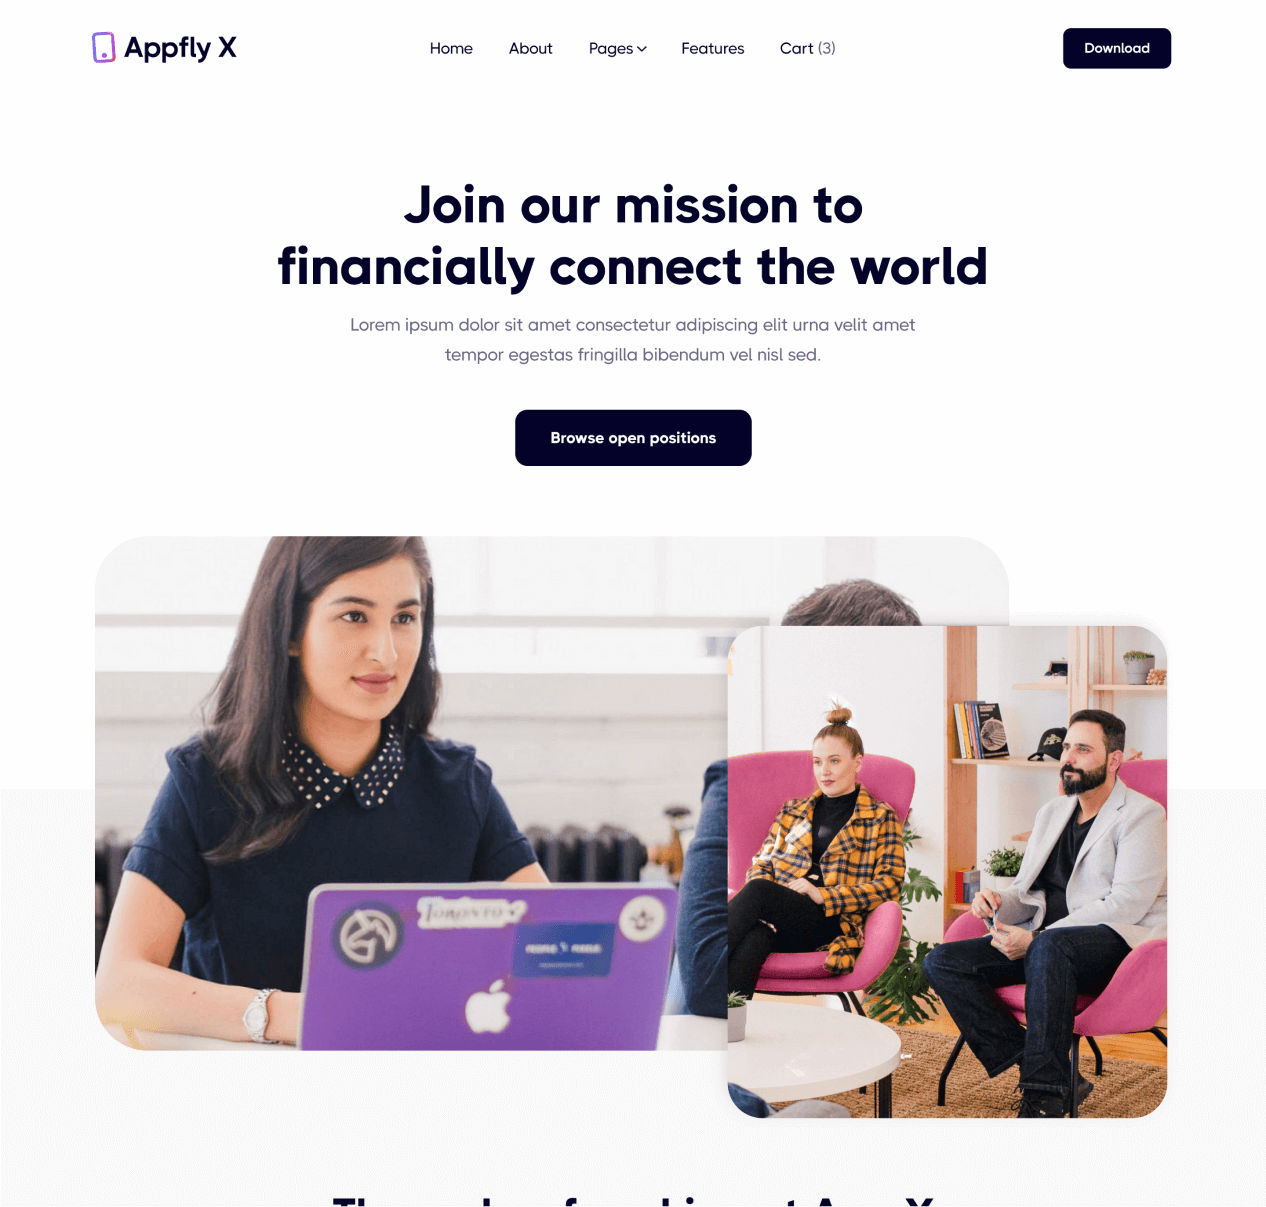 Appfly X
Home About Pages Features Cart (3)
Download
Join our mission to
financially connect the world
Lorem ipsum dolor sit amet consectetur adipiscing elit urna velit amet
tempor egestas fringilla bibendum vel nisl sed.
Browse open positions
TORONTO